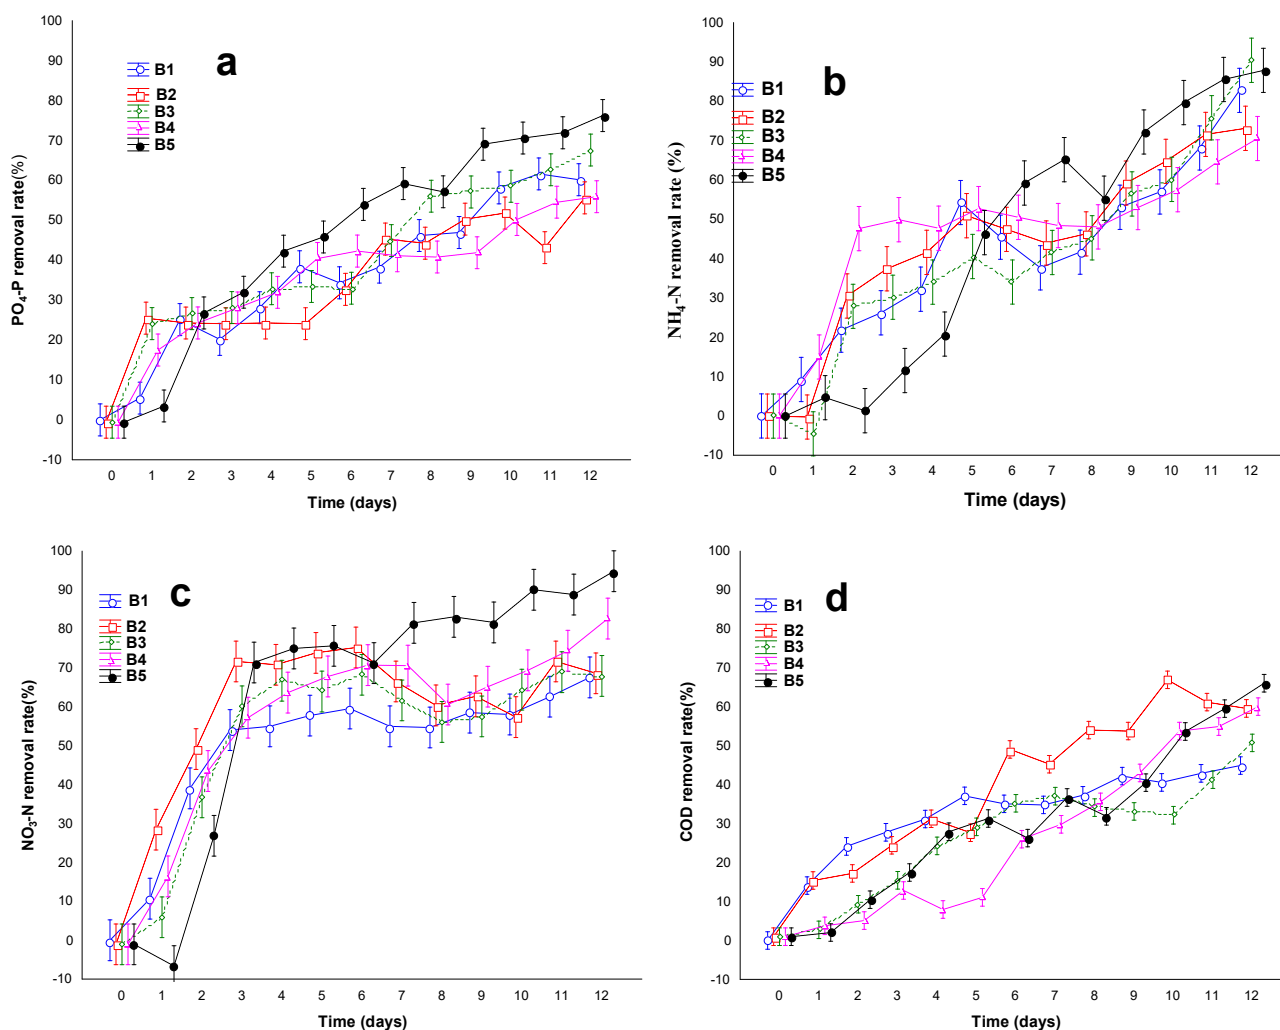 100
90
80
70
60
50
40
30
20
10
0
-10
PO4-P removal rate(%)
a
B1
B2
B3
B4
B5
0 1 2 3 4 5 6 7 8 9 10 11 12
Time (days)
100
90
80
70
60
50
40
30
20
10
0
-10
NH4-N removal rate (%)
b
B1
B2
B3
B4
B5
0 1 2 3 4 5 6 7 8 9 10 11 12
Time (days)
100
90
80
70
60
50
40
30
20
10
0
-10
NO3-N removal rate(%)
c
B1
B2
B3
B4
B5
0 1 2 3 4 5 6 7 8 9 10 11 12
Time (days)
100
90
80
70
60
50
40
30
20
10
0
-10
COD removal rate(%)
d
B1
B2
B3
B4
B5
0 1 2 3 4 5 6 7 8 9 10 11 12
Time (days)